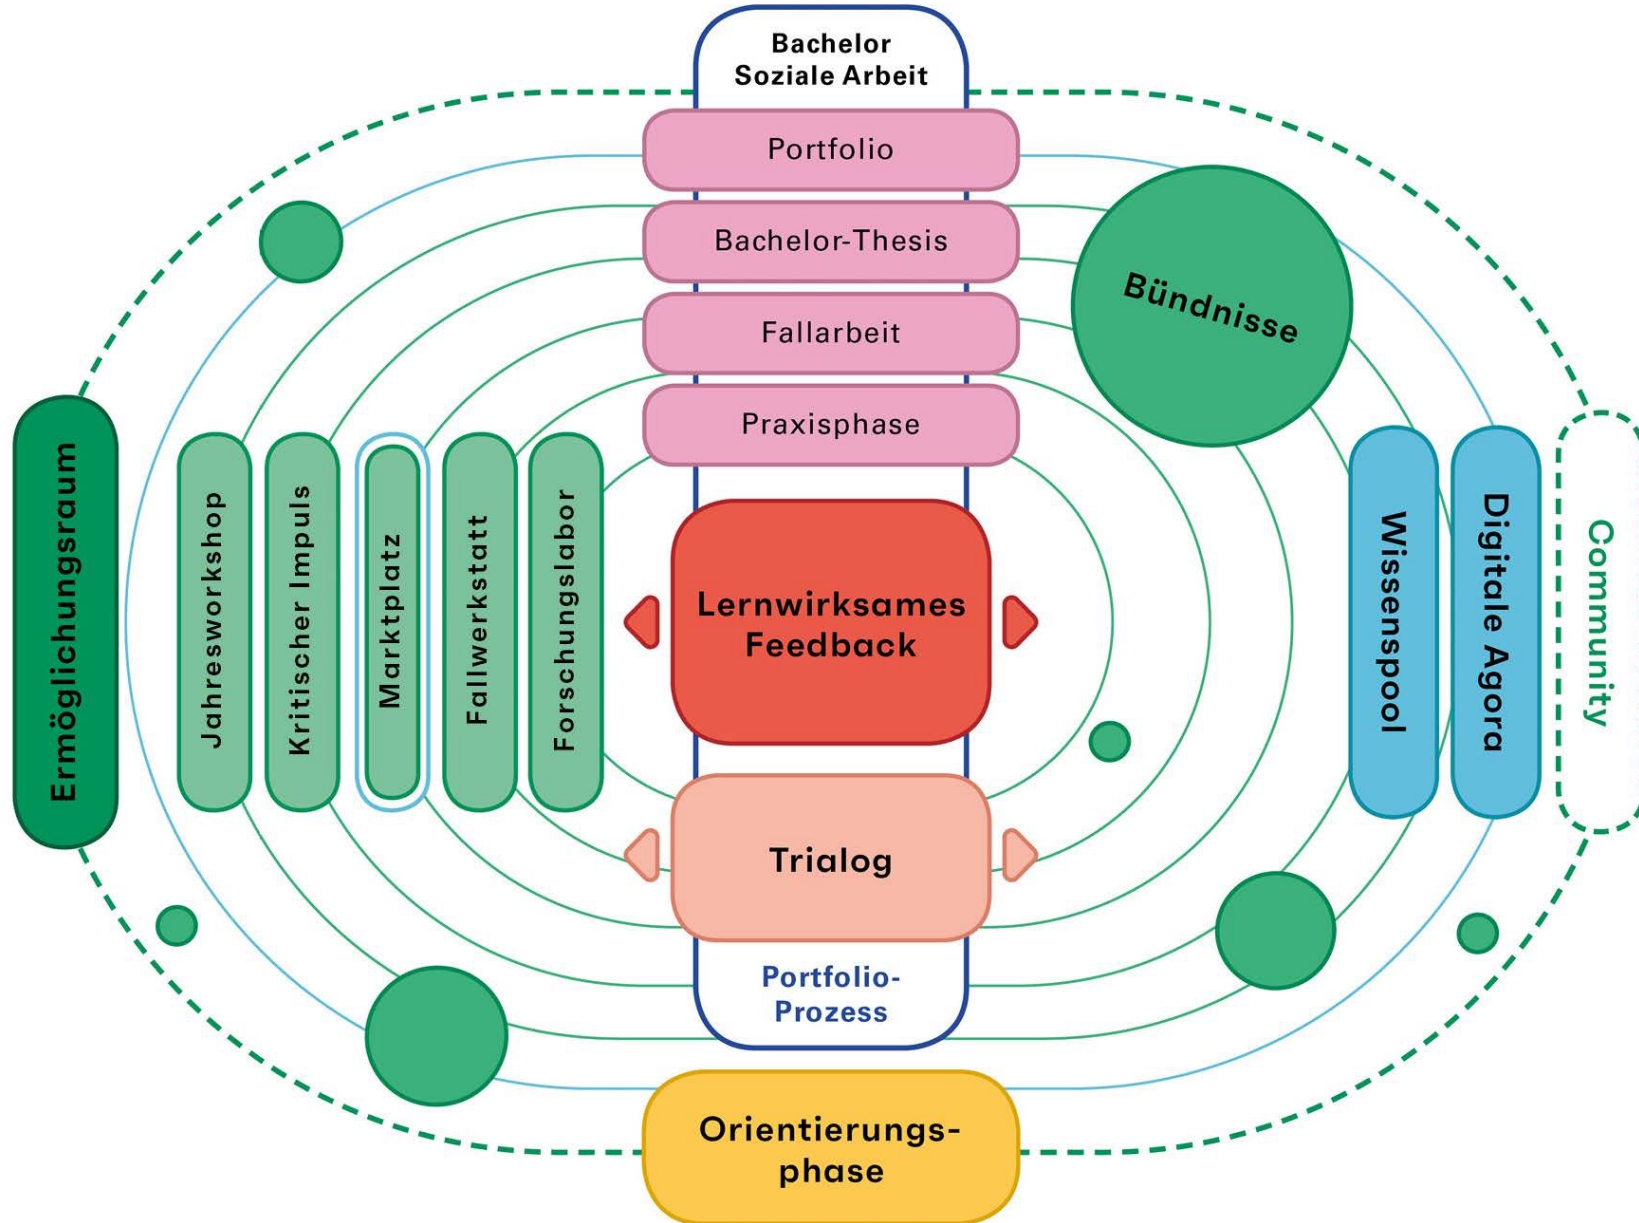 Bachelor
Soziale Arbeit
Portfolio
Bachelor-Thesis
Fallarbeit
Praxisphase
Bündnisse
Ermöglichungsraum
Jahresworkshop
Kritischer Impuls
Marktplatz
Fallwerkstatt
Forschungslabor
Lernwirksames
Feedback
Wissenspool
Digitale Agora
Community
Trialog
Portfolio-
Prozess
Orientierungs-
phase